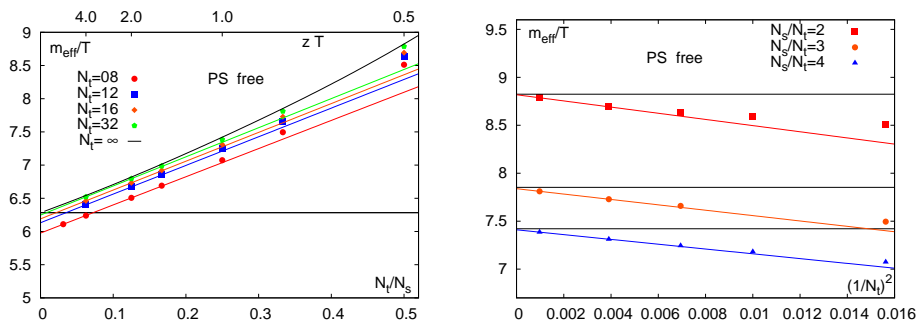 4.0 2.0 1.0 0.5
9
m_eff/T z T
8.5
PS free
N_t=08
N_t=12
N_t=16
N_t=32
N_t= ∞
8
7.5
7
6.5
6
5.5
N_t/N_s
5
0 0.1 0.2 0.3 0.4 0.5
m_eff/T N_s/N_t=2
N_s/N_t=3
N_s/N_t=4
PS free
9
8.5
8
7.5
7
(1/N_t)^2
0 0.002 0.004 0.006 0.008 0.01 0.012 0.014 0.016